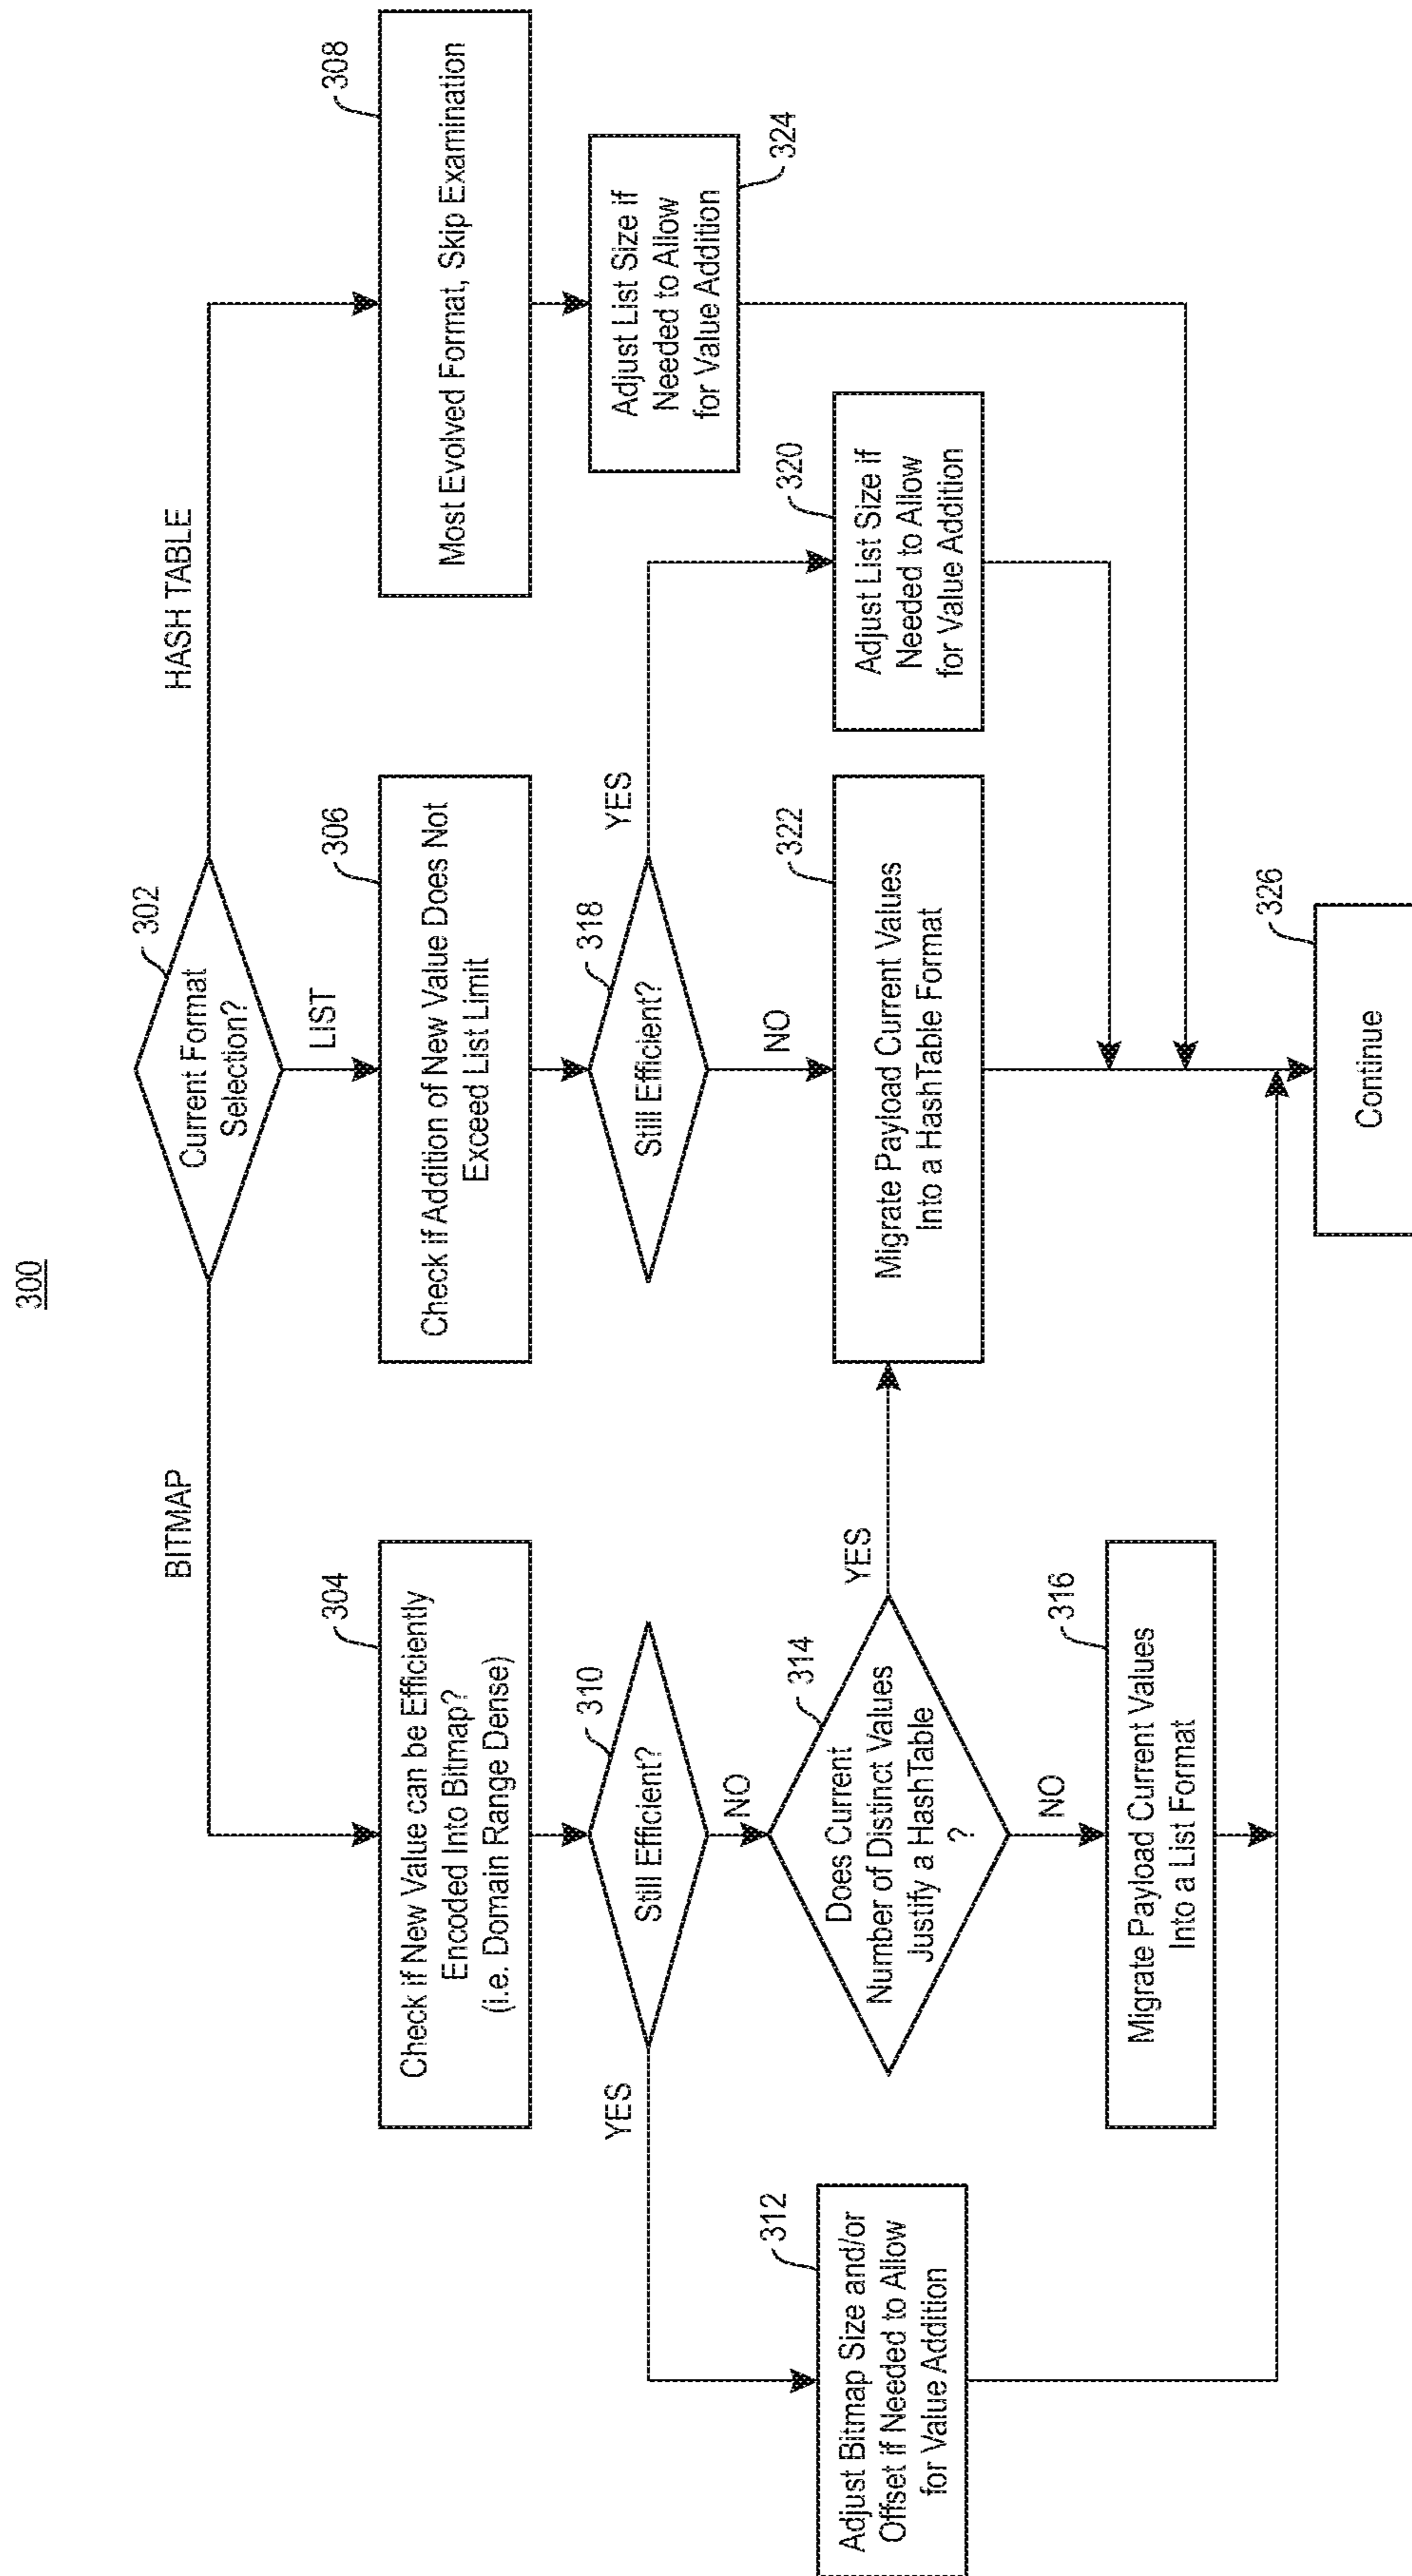 300
302
Current Format
Selection?
BITMAP
LIST
HASH TABLE
304
Check if New Value can be Efficiently
Encoded Into Bitmap?
(i.e. Domain Range Dense)
306
Check if Addition of New Value Does Not
Exceed List Limit
308
Most Evolved Format, Skip Examination
310
Still Efficient?
YES
NO
318
Still Efficient?
YES
NO
Adjust List Size if
Needed to Allow
for Value Addition
324
312
Adjust Bitmap Size and/or
Offset if Needed to Allow
for Value Addition
314
Does Current
Number of Distinct Values
Justify a HashTable
?
YES
NO
322
Migrate Payload Current Values
Into a HashTable Format
320
Adjust List Size if
Needed to Allow
for Value Addition
316
Migrate Payload Current Values
Into a List Format
326
Continue